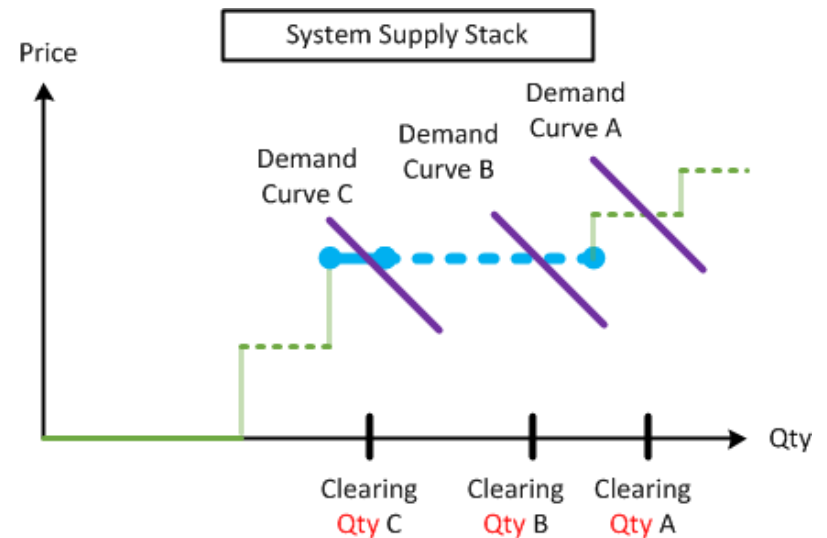 System Supply Stack
Price
Demand
Curve A
Demand
Curve B
Demand
Curve C
Qty
Clearing
Qty C
Clearing
Qty B
Clearing
Qty A